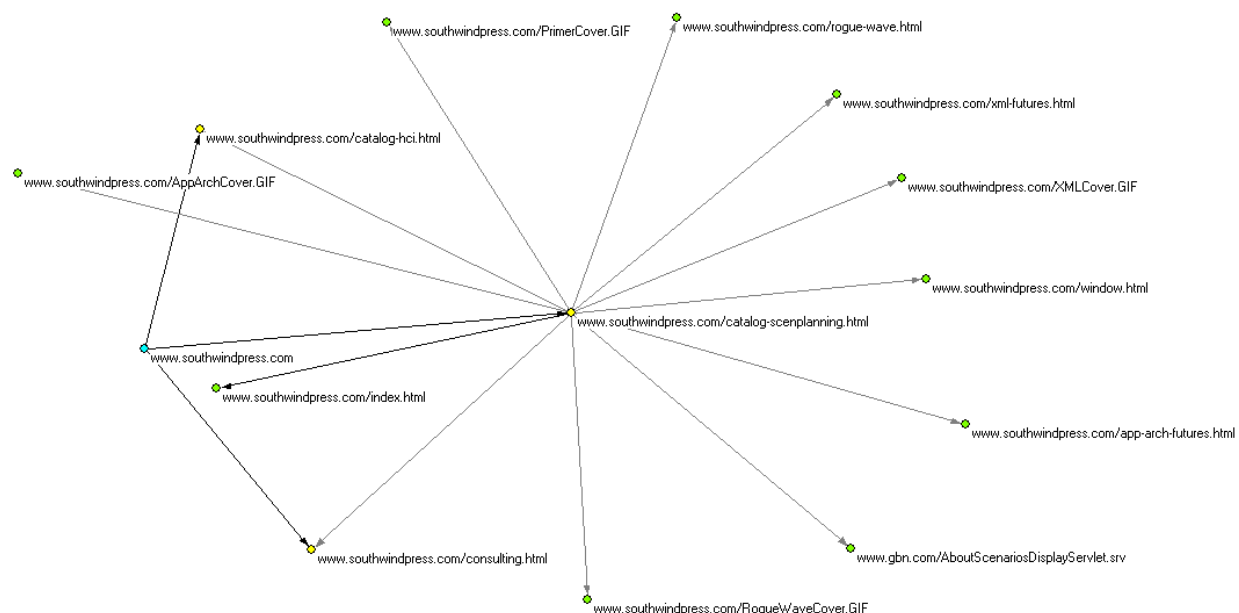 www.southwindpress.com/rogue-wave.html
www.southwindpress.com/PrimerCover.GIF
www.southwindpress.com/xml-futures.html
www.southwindpress.com/catalog-hci.html
www.southwindpress.com/AppArchCover.GIF
www.southwindpress.com/XMLCover.GIF
www.southwindpress.com/window.html
www.southwindpress.com/catalog-scenplanning.html
www.southwindpress.com
www.southwindpress.com/index.html
www.southwindpress.com/app-arch-futures.html
www.southwindpress.com/consulting.html
www.gbn.com/AboutScenariosDisplayServlet.srv
www.southwindpress.com/RogueWaveCover.GIF